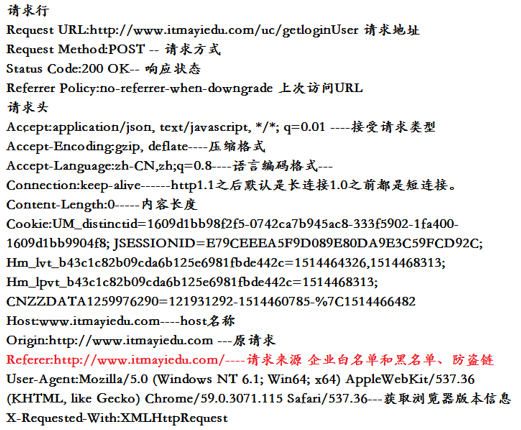 请求行
Request URL:http://www.itmayiedu.com/uc/getloginUser 请求地址
Request Method:POST -- 请求方式
Status Code:200 OK-- 响应状态
Referrer Policy:no-referrer-when-downgrade 上次访问URL
请求头
Accept:application/json, text/javascript, */*; q=0.01 ----接受请求类型
Accept-Encoding:gzip, deflate----压缩格式
Accept-Language:zh-CN,zh;q=0.8----语言编码格式---
Connection:keep-alive------http1.1之后默认是长连接1.0之前都是短连接。
Content-Length:0-----内容长度
Cookie:UM_distinctid=1609d1bb98f2f5-0742ca7b945ac8-333f5902-1fa400-
1609d1bb9904f8; JSESSIONID=E79CEEEA5F9D089E80DA9E3C59FCD92C;
Hm_lvt_b43c1c82b09cda6b125e6981fbde442c=1514464326,1514468313;
Hm_lpvt_b43c1c82b09cda6b125e6981fbde442c=1514468313;
CNZZDATA1259976290=121931292-1514460785-%7C1514466482
Host:www.itmayiedu.com----host名称
Origin:http://www.itmayiedu.com ---原请求
Referer:http://www.itmayiedu.com/----请求来源 企业白名单和黑名单、防盗链
User-Agent:Mozilla/5.0 (Windows NT 6.1; Win64; x64) AppleWebKit/537.36
(KHTML, like Gecko) Chrome/59.0.3071.115 Safari/537.36---获取浏览器版本信息
X-Requested-With:XMLHttpRequest